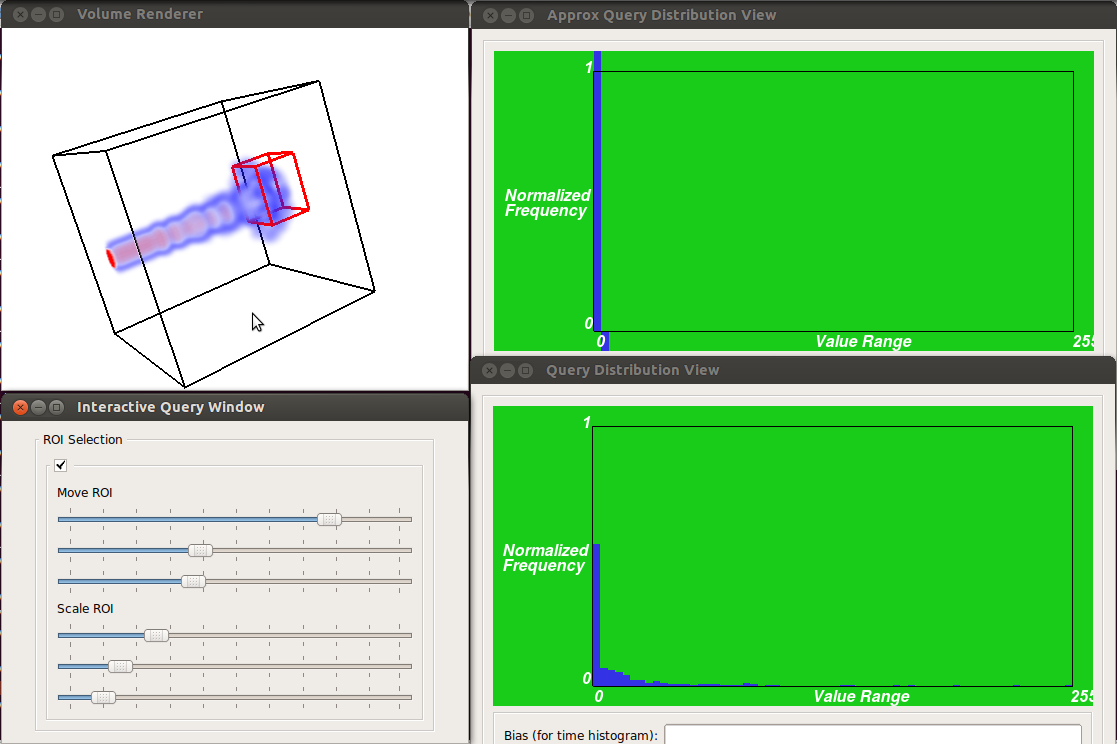 Volume Renderer
Approx Query Distribution View
1
Normalized
Frequency
0
0 Value Range 255
Query Distribution View
1
Normalized
Frequency
0
0 Value Range 255
Bias (for time histogram):
Interactive Query Window
ROI Selection
Move ROI
Scale ROI